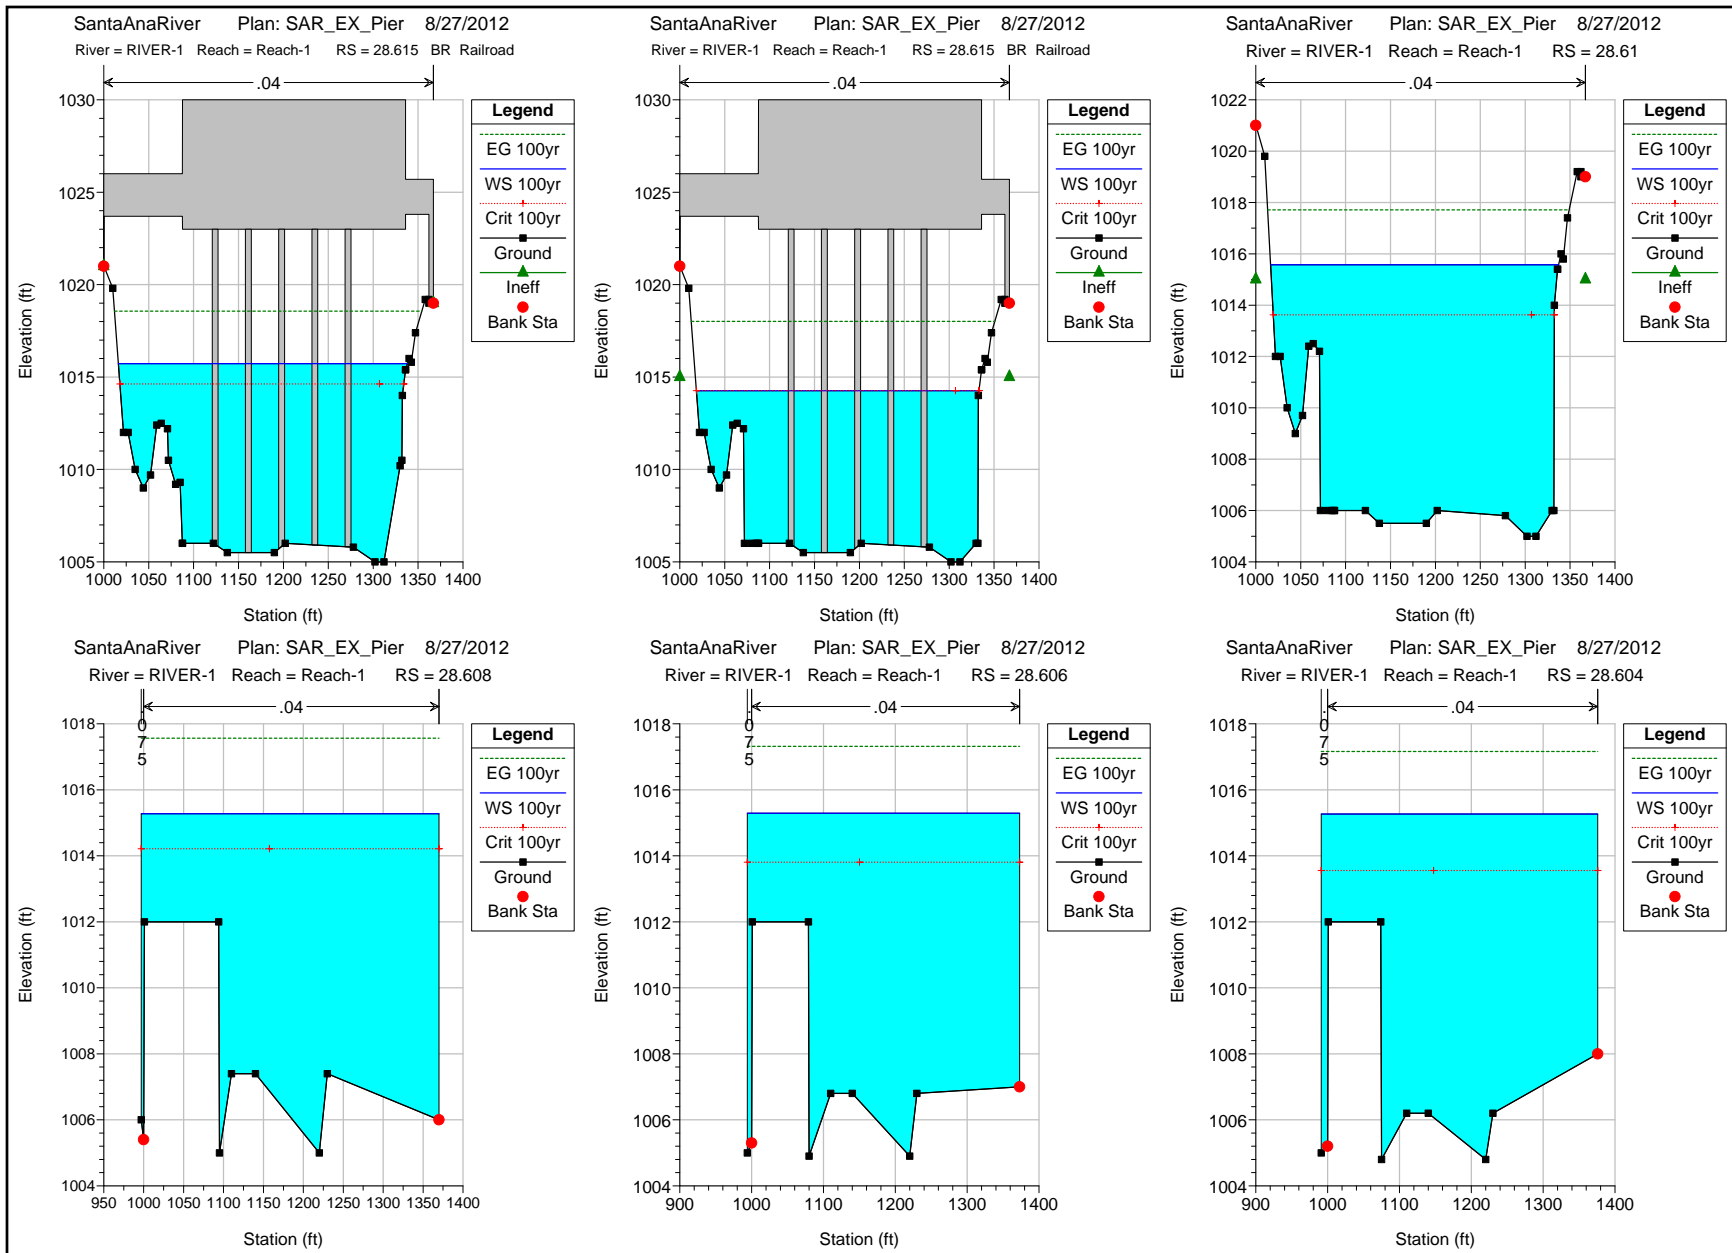 SantaAnaRiver Plan: SAR_EX_Pier 8/27/2012
River = RIVER-1 Reach = Reach-1 RS = 28.615 BR Railroad
.04
1030
1025
1020
1015
1010
1005
Elevation (ft)
1000 1050 1100 1150 1200 1250 1300 1350 1400
Station (ft)
Legend
EG 100yr
WS 100yr
Crit 100yr
Ground
Ineff
Bank Sta
SantaAnaRiver Plan: SAR_EX_Pier 8/27/2012
River = RIVER-1 Reach = Reach-1 RS = 28.615 BR Railroad
.04
1030
1025
1020
1015
1010
1005
Elevation (ft)
1000 1050 1100 1150 1200 1250 1300 1350 1400
Station (ft)
Legend
EG 100yr
WS 100yr
Crit 100yr
Ground
Ineff
Bank Sta
SantaAnaRiver Plan: SAR_EX_Pier 8/27/2012
River = RIVER-1 Reach = Reach-1 RS = 28.61
.04
1022
1020
1018
1016
1014
1012
1010
1008
1006
1004
Elevation (ft)
1000 1050 1100 1150 1200 1250 1300 1350 1400
Station (ft)
Legend
EG 100yr
WS 100yr
Crit 100yr
Ground
Ineff
Bank Sta
SantaAnaRiver Plan: SAR_EX_Pier 8/27/2012
River = RIVER-1 Reach = Reach-1 RS = 28.608
.075
.04
1018
1016
1014
1012
1010
1008
1006
1004
Elevation (ft)
950 1000 1050 1100 1150 1200 1250 1300 1350 1400
Station (ft)
Legend
EG 100yr
WS 100yr
Crit 100yr
Ground
Bank Sta
SantaAnaRiver Plan: SAR_EX_Pier 8/27/2012
River = RIVER-1 Reach = Reach-1 RS = 28.606
.075
.04
1018
1016
1014
1012
1010
1008
1006
1004
Elevation (ft)
900 1000 1100 1200 1300 1400
Station (ft)
Legend
EG 100yr
WS 100yr
Crit 100yr
Ground
Bank Sta
SantaAnaRiver Plan: SAR_EX_Pier 8/27/2012
River = RIVER-1 Reach = Reach-1 RS = 28.604
.075
.04
1018
1016
1014
1012
1010
1008
1006
1004
Elevation (ft)
900 1000 1100 1200 1300 1400
Station (ft)
Legend
EG 100yr
WS 100yr
Crit 100yr
Ground
Bank Sta